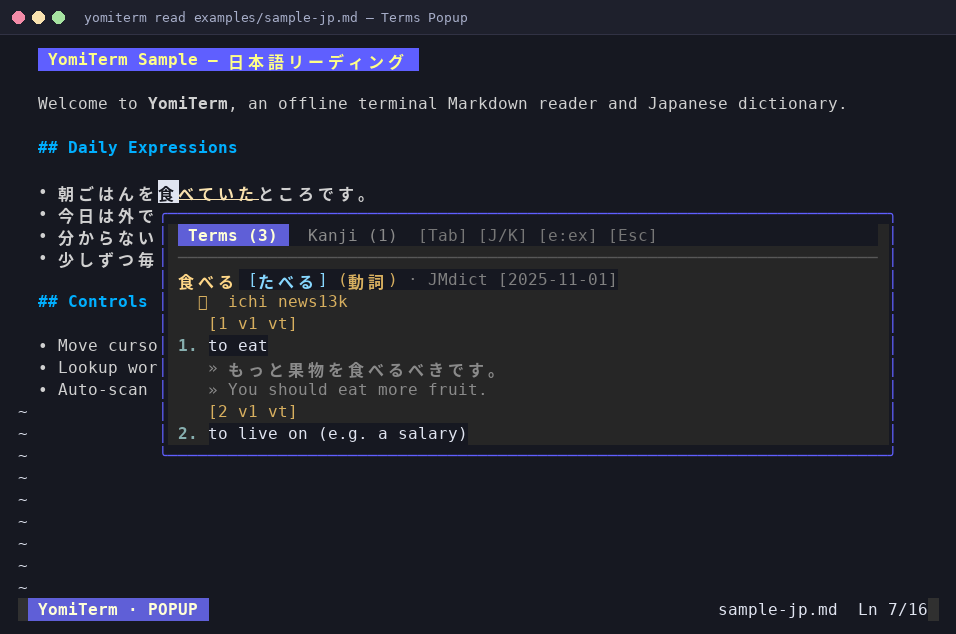 yomiterm read examples/sample-jp.md — Terms Popup
YomiTerm Sample — 日本語リーディング
Welcome to YomiTerm, an offline terminal Markdown reader and Japanese dictionary.
## Daily Expressions
• 朝ごはんを食べていたところです。
• 今日は外で
• 分からない
• 少しずつ毎
## Controls
• Move curso
• Lookup wor
• Auto-scan
Terms (3) Kanji (1) [Tab] [J/K] [e:ex] [Esc]
食べる [たべる] (動詞) · JMdict [2025-11-01]
ichi news13k
[1 v1 vt]
1. to eat
» もっと果物を食べるべきです。
» You should eat more fruit.
[2 v1 vt]
2. to live on (e.g. a salary)
~
~
~
~
~
~
~
~
~
YomiTerm · POPUP sample-jp.md Ln 7/16